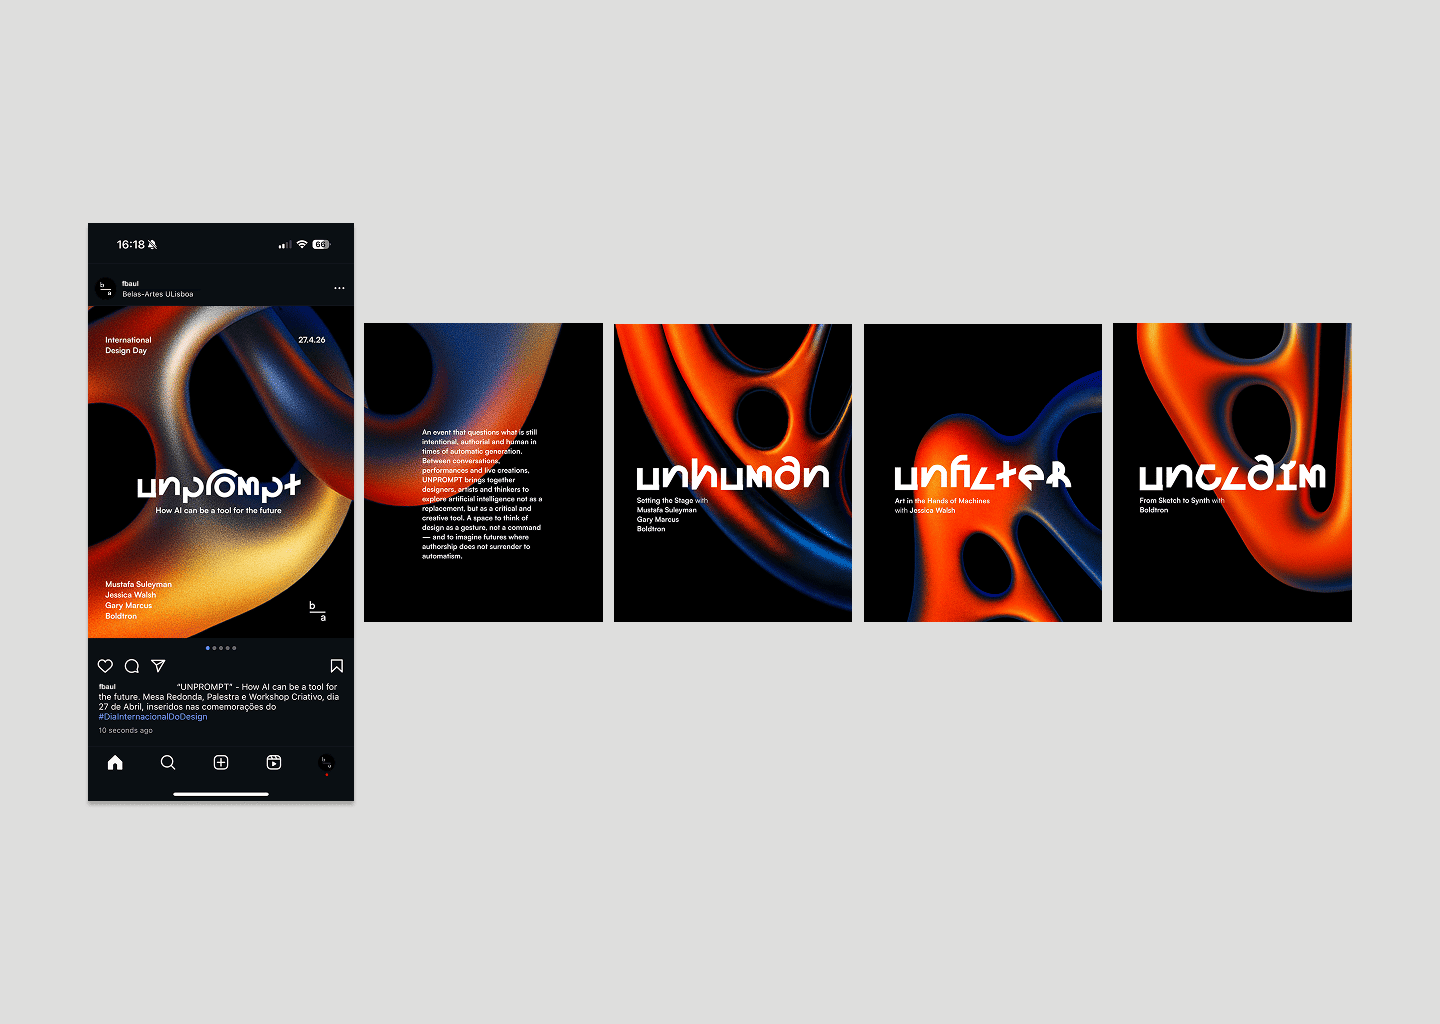 16:18
66
fbaul
Belas-Artes ULisboa
b
a
International
Design Day
27.4.26
unprompt
How AI can be a tool for the future
Mustafa Suleyman
Jessica Walsh
Gary Marcus
Boldtron
b
a
fbaul "UNPROMPT" - How AI can be a tool for
the future. Mesa Redonda, Palestra e Workshop Criativo, dia
27 de Abril, inseridos nas comemorações do
#DiaInternacionalDoDesign
10 seconds ago
An event that questions what is still
intentional, authorial and human in
times of automatic generation.
Between conversations,
performances and live creations,
UNPROMPT brings together
designers, artists and thinkers to
explore artificial intelligence not as a
replacement, but as a critical and
creative tool. A space to think of
design as a gesture, not a command
— and to imagine futures where
authorship does not surrender to
automatism.
unhuman
Setting the Stage with
Mustafa Suleyman
Gary Marcus
Boldtron
unfilter
Art in the Hands of Machines
with Jessica Walsh
unclaim
From Sketch to Synth with
Boldtron